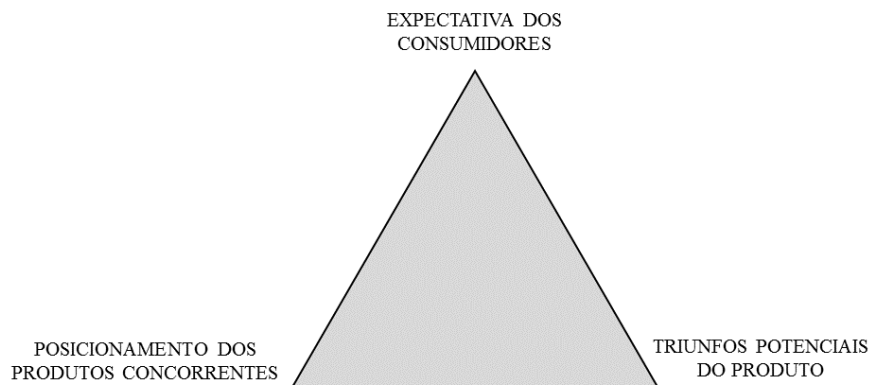 EXPECTATIVA DOS
CONSUMIDORES
POSICIONAMENTO DOS
PRODUTOS CONCORRENTES
TRIUNFOS POTENCIAIS
DO PRODUTO